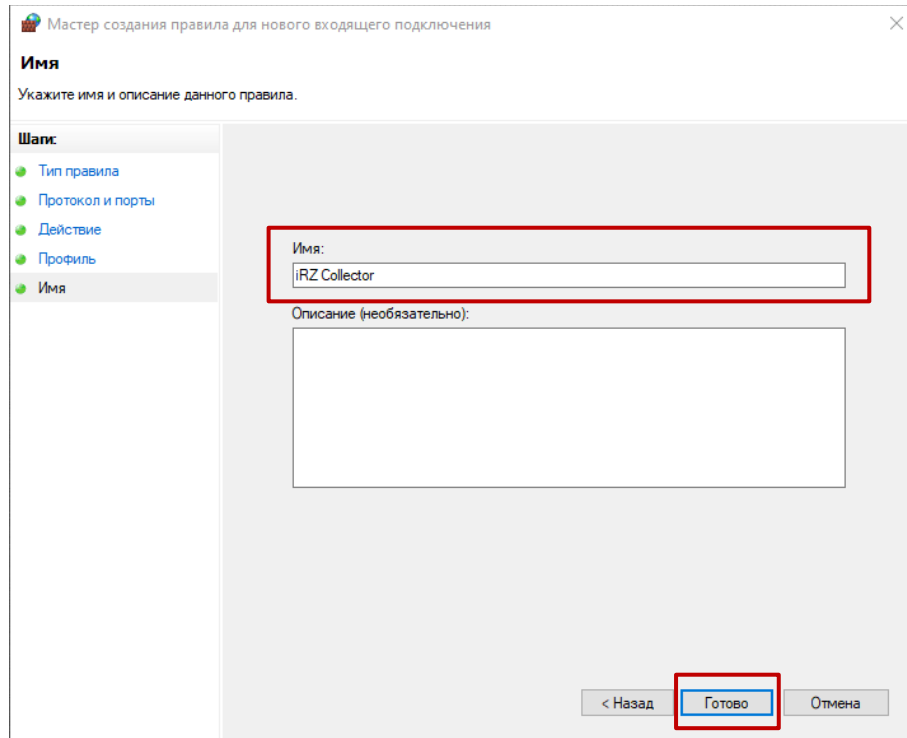 Мастер создания правила для нового входящего подключения
Имя
Укажите имя и описание данного правила.
Шаги:
Тип правила
Протокол и порты
Действие
Профиль
Имя
Имя:
iRZ Collector
Описание (необязательно):
< Назад
Готово
Отмена